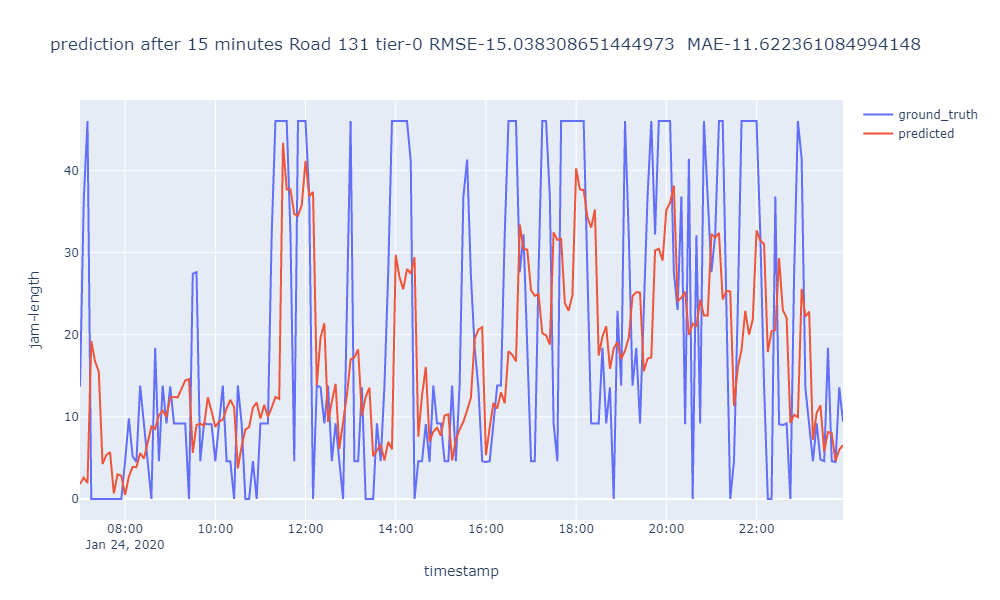 prediction after 15 minutes Road 131 tier-0 RMSE-15.038308651444973 MAE-11.622361084994148
ground_truth
predicted
jam-length
40
30
20
10
0
08:00 10:00 12:00 14:00 16:00 18:00 20:00 22:00
Jan 24, 2020
timestamp